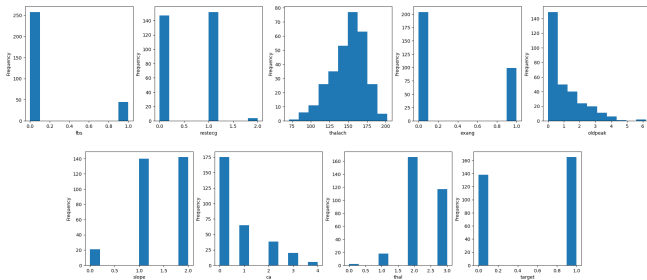 250
200
150
100
50
0
Frequency
0.0 0.2 0.4 0.6 0.8 1.0
fbs
140
120
100
80
60
40
20
0
Frequency
0.0 0.5 1.0 1.5 2.0
restecg
80
70
60
50
40
30
20
10
0
Frequency
75 100 125 150 175 200
thalach
200
175
150
125
100
75
50
25
0
Frequency
0.0 0.2 0.4 0.6 0.8 1.0
exang
140
120
100
80
60
40
20
0
Frequency
0 1 2 3 4 5 6
oldpeak
140
120
100
80
60
40
20
0
Frequency
0.0 0.5 1.0 1.5 2.0
slope
175
150
125
100
75
50
25
0
Frequency
0 1 2 3 4
ca
160
140
120
100
80
60
40
20
0
Frequency
0.0 0.5 1.0 1.5 2.0 2.5 3.0
thal
160
140
120
100
80
60
40
20
0
Frequency
0.0 0.2 0.4 0.6 0.8 1.0
target